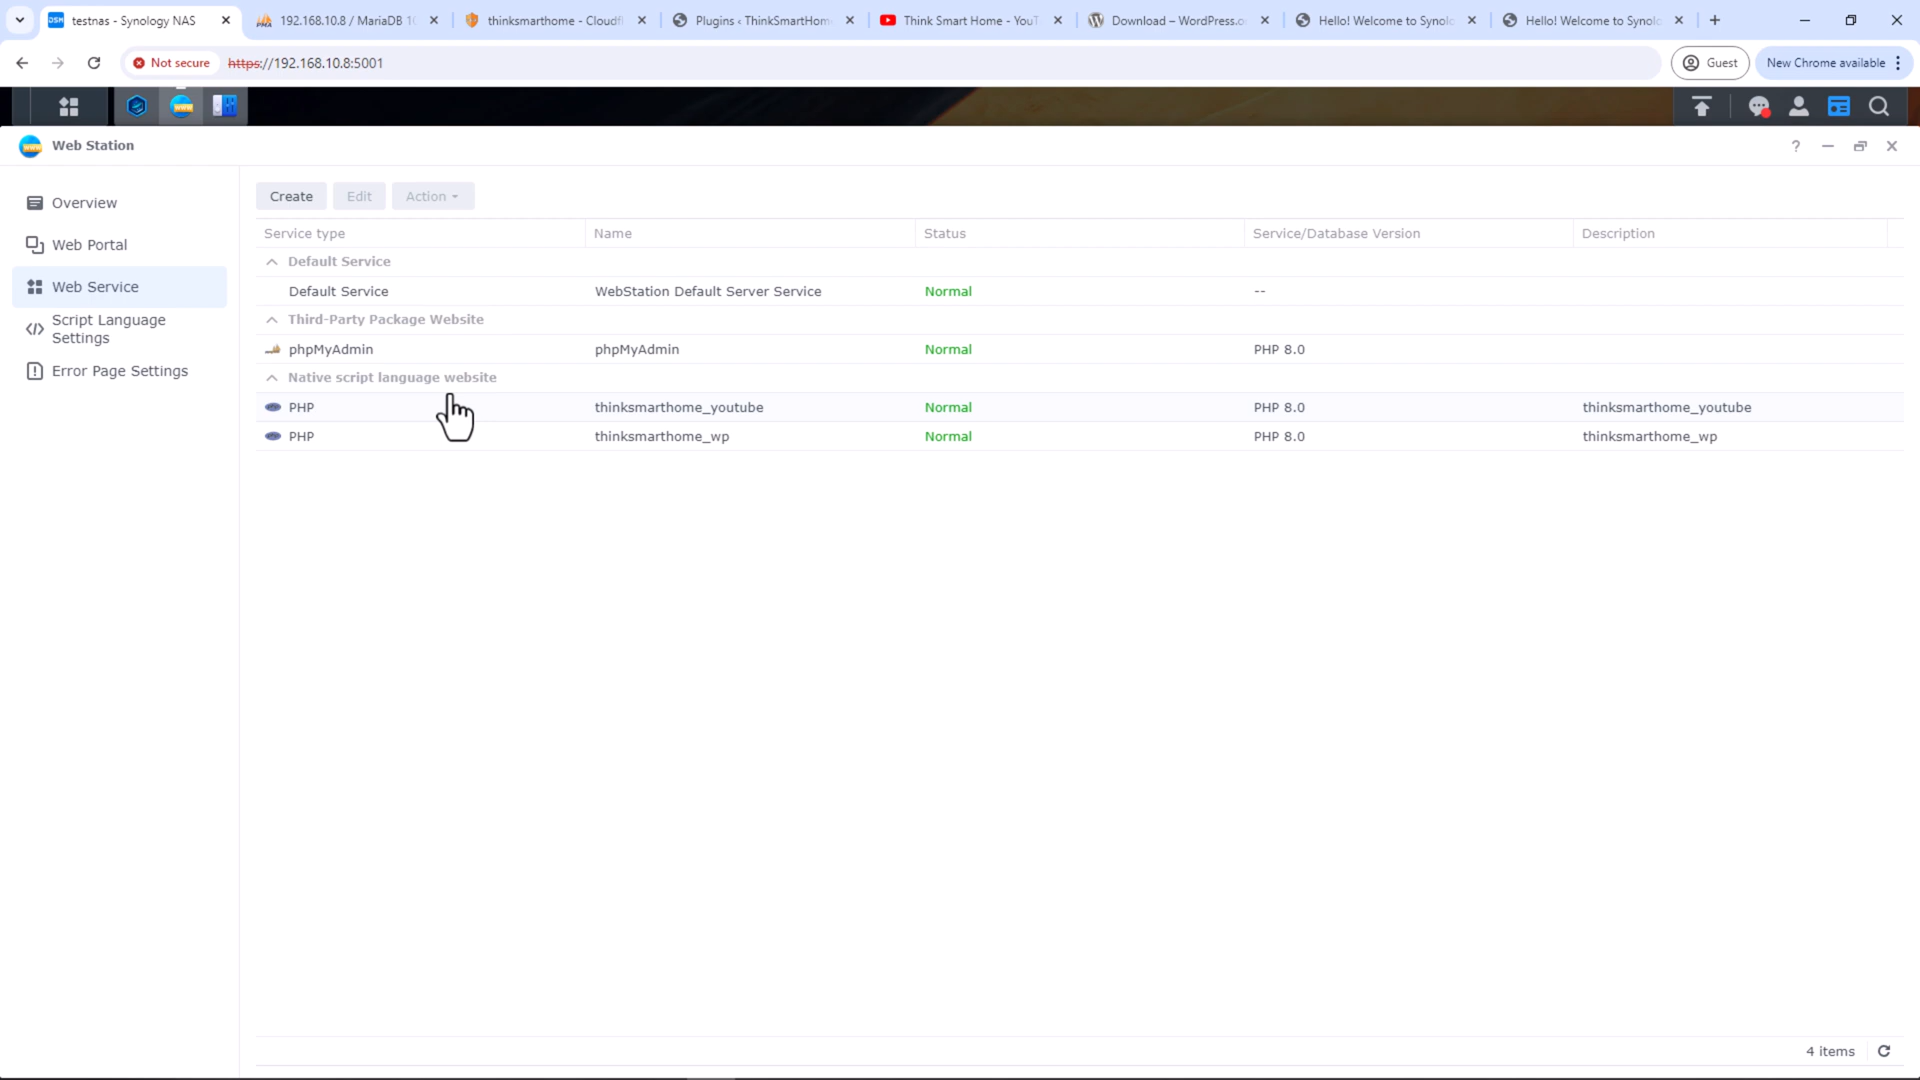 testnas - Synology NAS
192.168.10.8 / MariaDB 10
thinksmarthome - Cloudfl
Plugins ‹ ThinkSmartHom
Think Smart Home - YouT
Download – WordPress.o
Hello! Welcome to Synolo
Hello! Welcome to Synolo
Not secure
https://192.168.10.8:5001
Guest
New Chrome available
DSM
PMA
www
Web Station
?
Overview
Web Portal
Web Service
Script Language
Settings
Error Page Settings
Create
Edit
Action
Service type
Name
Status
Service/Database Version
Description
Default Service
Default Service
WebStation Default Server Service
Normal
--
Third-Party Package Website
phpMyAdmin
phpMyAdmin
Normal
PHP 8.0
Native script language website
PHP
thinksmarthome_youtube
Normal
PHP 8.0
thinksmarthome_youtube
PHP
thinksmarthome_wp
Normal
PHP 8.0
thinksmarthome_wp
4 items